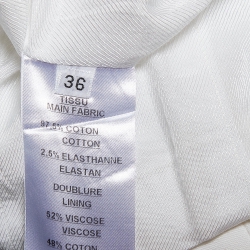 36
TISSU
MAIN FABRIC
97,5% COTON
COTTON
2,5% ELASTHANNE
ELASTAN
DOUBLURE
LINING
52% VISCOSE
VISCOSE
48% COTON